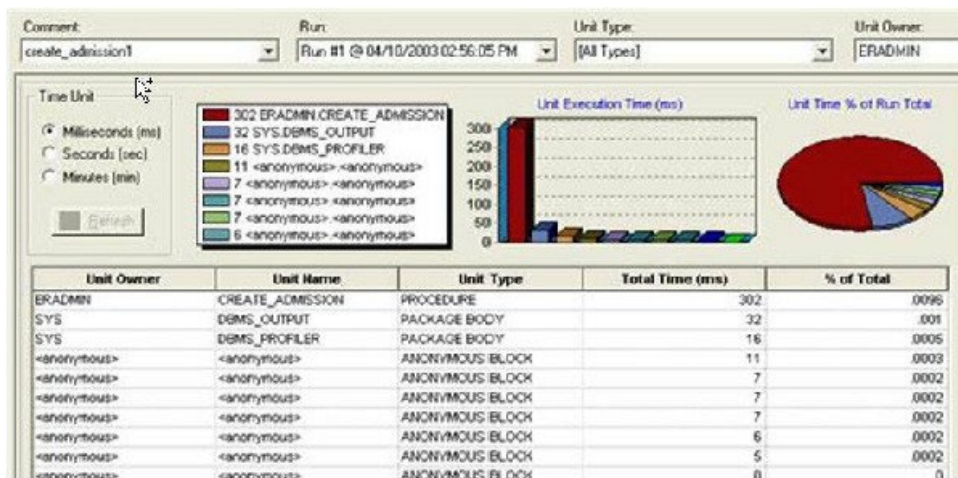 Comment: Run: Unit Type: Unit Owner:
create_admission1 Run #1 @ 04/10/2003 02:56:05 PM [All Types] ERADMIN
Time Unit
Milliseconds (ms)
Seconds (sec)
Minutes (min)
Refresh
302 ERADMIN.CREATE_ADMISSION
32 SYS.DBMS_OUTPUT
16 SYS.DBMS_PROFILER
11 <anonymous>.<anonymous>
7 <anonymous>.<anonymous>
7 <anonymous>.<anonymous>
7 <anonymous>.<anonymous>
6 <anonymous>.<anonymous>
Unit Execution Time (ms)
300
250
200
150
100
50
0
Unit Time % of Run Total
Unit Owner Unit Name Unit Type Total Time (ms) % of Total
ERADMIN CREATE_ADMISSION PROCEDURE 302 .0096
SYS DBMS_OUTPUT PACKAGE BODY 32 .001
SYS DBMS_PROFILER PACKAGE BODY 16 .0005
<anonymous> <anonymous> ANONYMOUS BLOCK 11 .0003
<anonymous> <anonymous> ANONYMOUS BLOCK 7 .0002
<anonymous> <anonymous> ANONYMOUS BLOCK 7 .0002
<anonymous> <anonymous> ANONYMOUS BLOCK 7 .0002
<anonymous> <anonymous> ANONYMOUS BLOCK 6 .0002
<anonymous> <anonymous> ANONYMOUS BLOCK 5 .0002
<anonymous> <anonymous> ANONYMOUS BLOCK 0 0